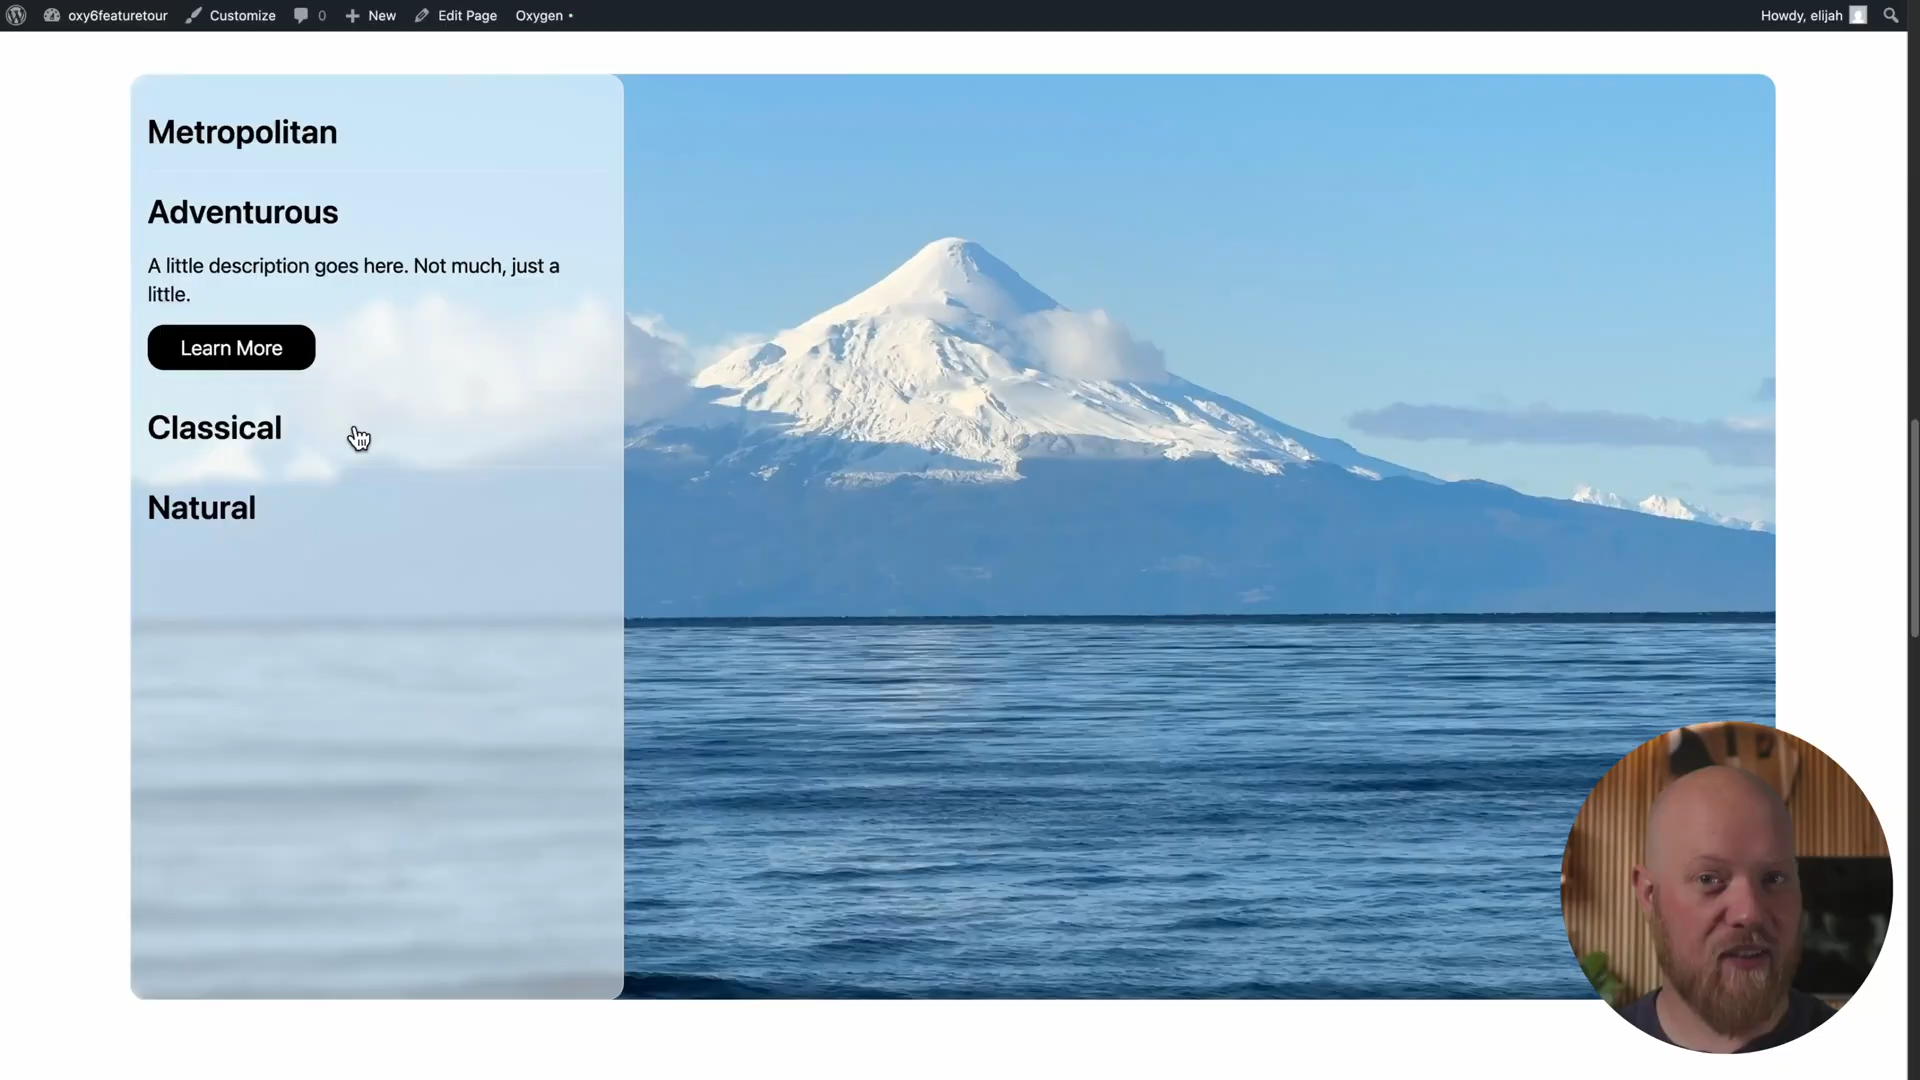 oxy6featuretour Customize 0 New Edit Page Oxygen Howdy, elijah
Metropolitan
Adventurous
A little description goes here. Not much, just a
little.
Learn More
Classical
Natural